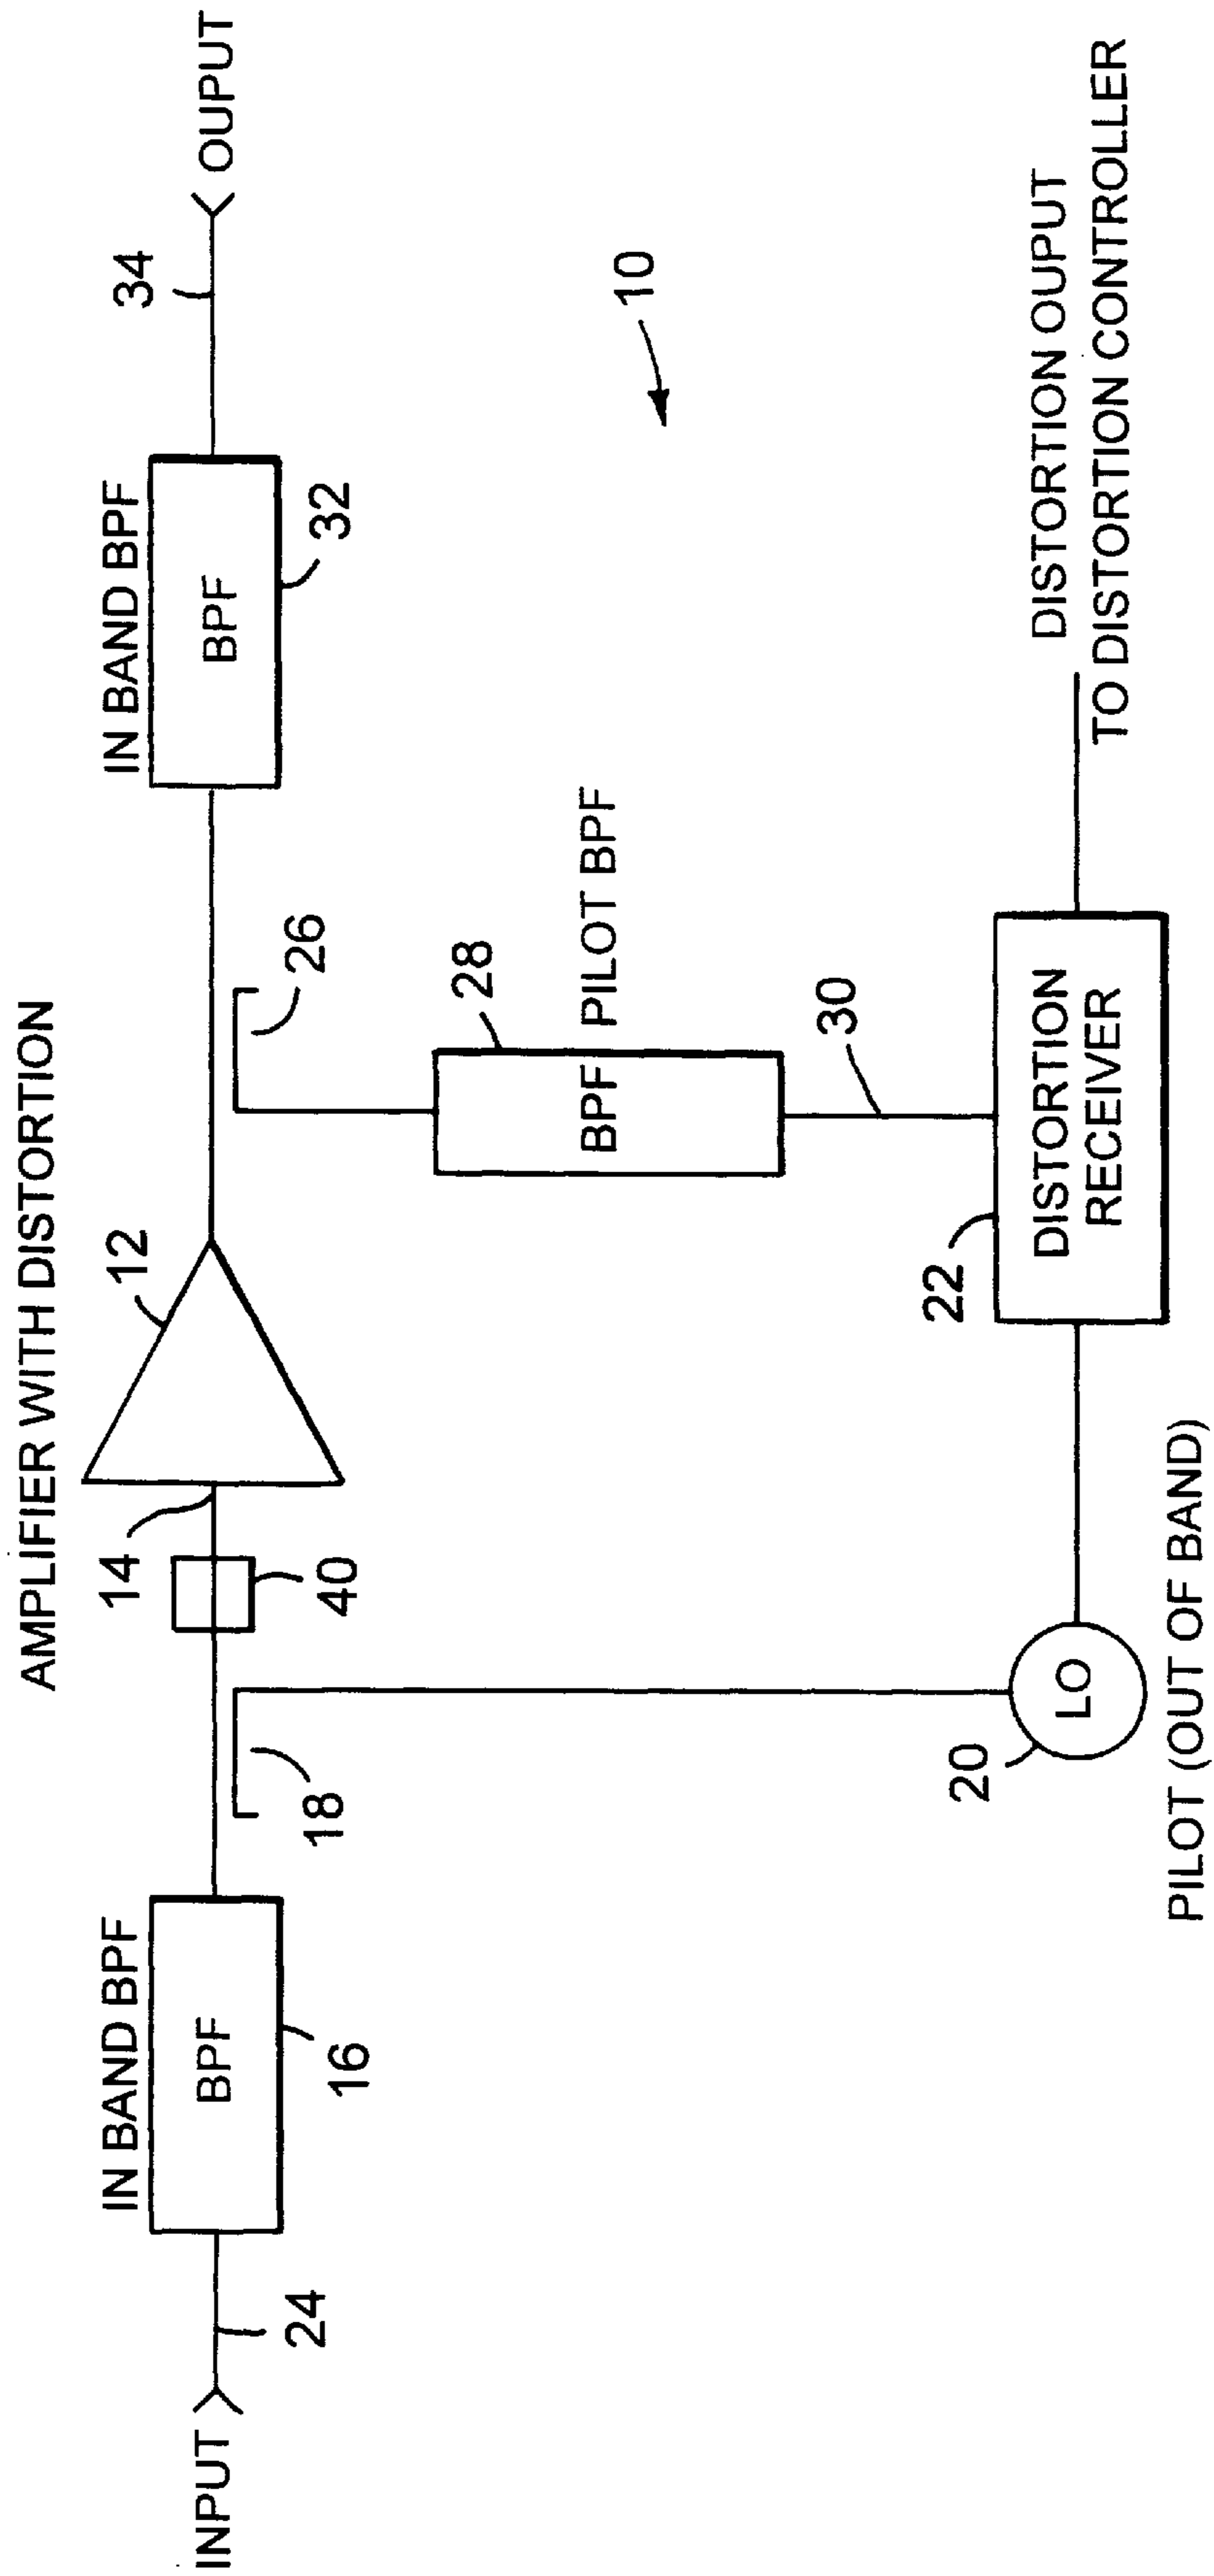 AMPLIFIER WITH DISTORTION
IN BAND BPF
14
12
IN BAND BPF
34
INPUT
BPF
BPF
OUPUT
24
16
18
40
26
32
10
28
BPF
PILOT BPF
30
20
LO
22
DISTORTION
RECEIVER
DISTORTION OUPUT
TO DISTORTION CONTROLLER
PILOT (OUT OF BAND)